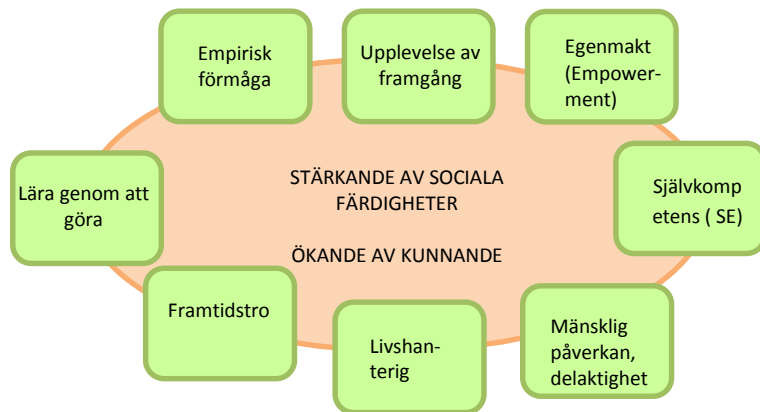 Empirisk
förmåga
Upplevelse av
framgång
Egenmakt
(Empower-
ment)
Lära genom att
göra
STÄRKANDE AV SOCIALA
FÄRDIGHETER
ÖKANDE AV KUNNANDE
Självkomp
etens ( SE)
Framtidstro
Livshan-
terig
Mänsklig
påverkan,
delaktighet